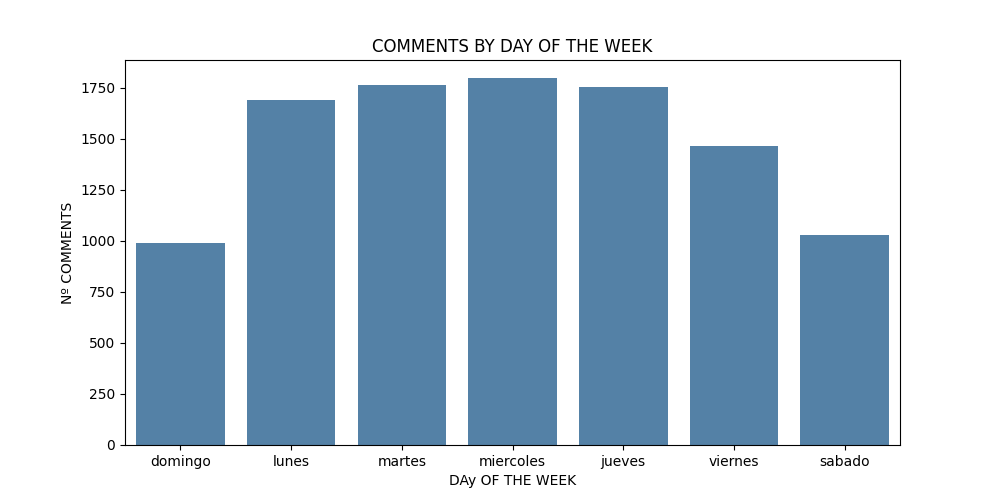 COMMENTS BY DAY OF THE WEEK
Nº COMMENTS
1750
1500
1250
1000
750
500
250
0
domingo lunes martes miercoles jueves viernes sabado
DAy OF THE WEEK